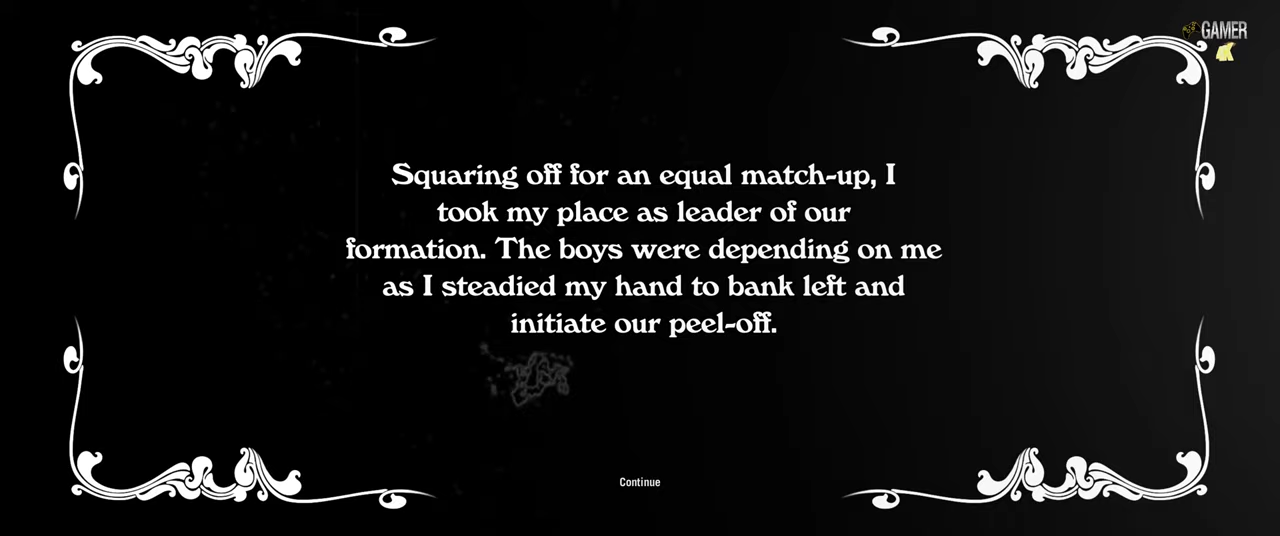 GAMER
Squaring off for an equal match-up, I
took my place as leader of our
formation. The boys were depending on me
as I steadied my hand to bank left and
initiate our peel-off.
Continue